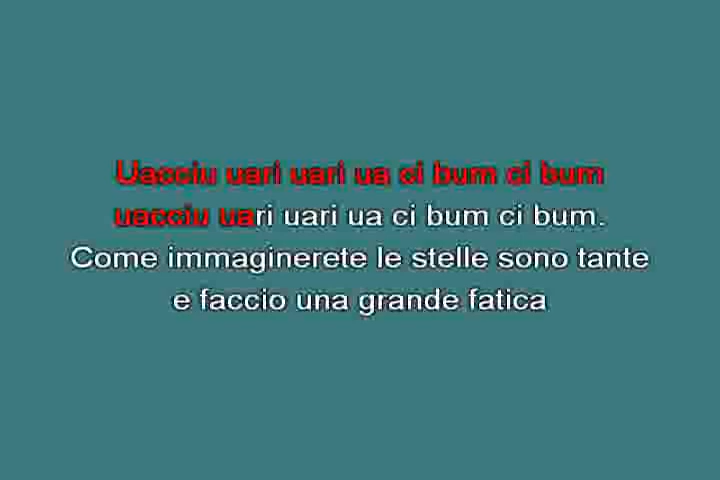 Uacciu uari uari ua ci bum ci bum
uacciu uari uari ua ci bum ci bum.
Come immaginerete le stelle sono tante
e faccio una grande fatica